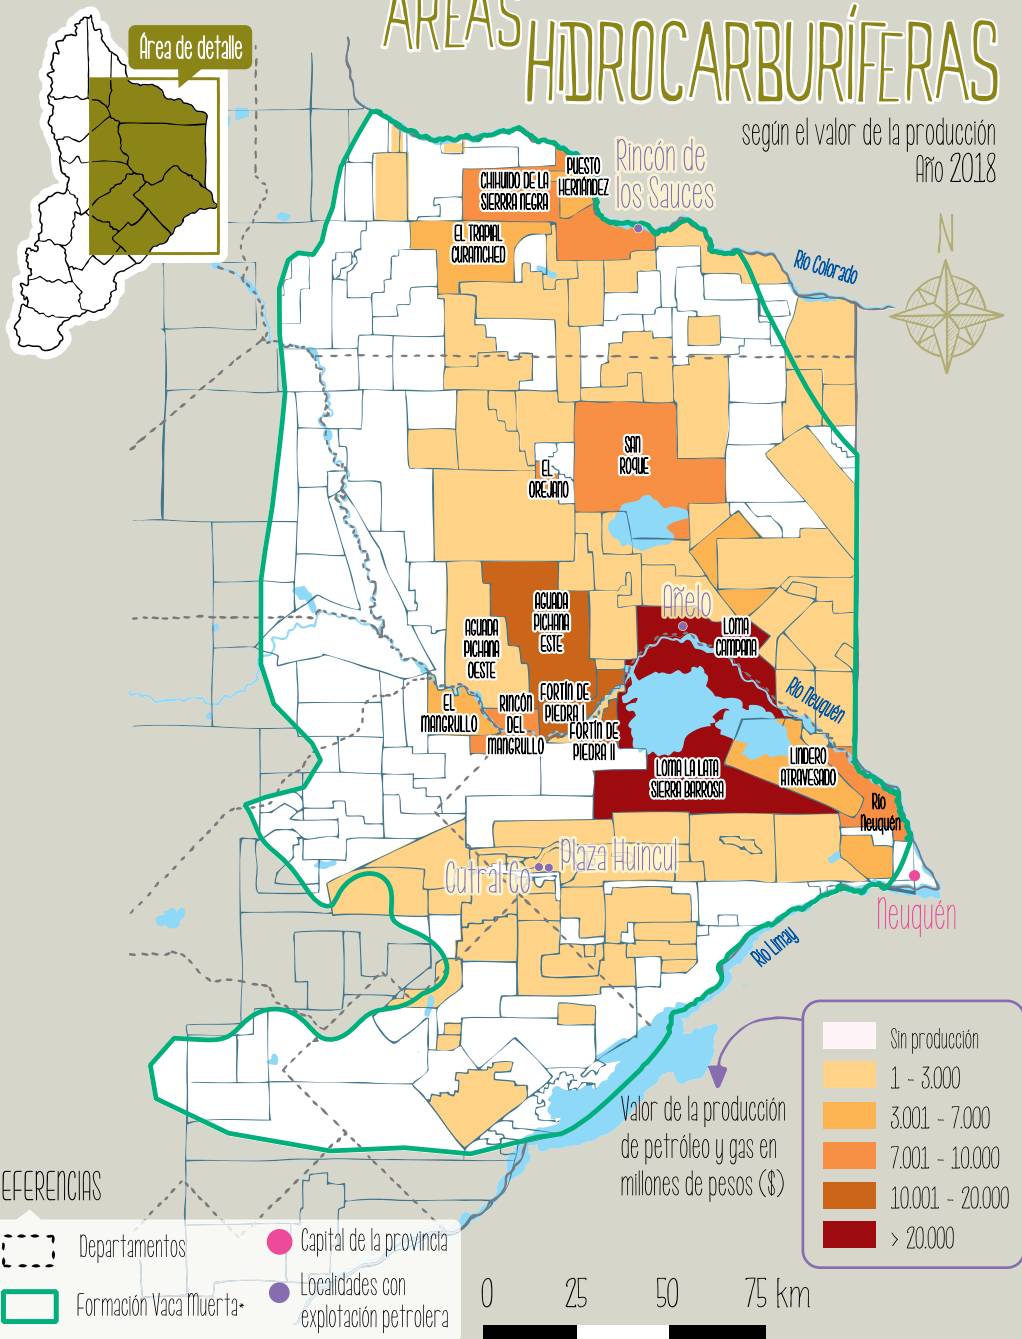 ÁREAS
HIDROCARBURÍFERAS
según el valor de la producción
Año 2018
Área de detalle
Rincón de
los Sauces
PUESTO
HERNÁNDEZ
CHIHUIDO DE LA
SIERRRA NEGRA
EL TRAPIAL
CURAMCHED
Río Colorado
N
SAN
ROQUE
EL
OREJANO
AGUADA
PICHANA
ESTE
AGUADA
PICHANA
OESTE
Añelo
LOMA
CAMPANA
EL
MANGRULLO
RINCÓN
DEL
MANGRULLO
FORTÍN DE
PIEDRA I
FORTÍN DE
PIEDRA II
Río Neuquén
LINDERO
ATRAVESADO
LOMA LA LATA
SIERRA BARROSA
Río
Neuquén
Cutral Co
Plaza Huincul
Neuquén
Río Limay
Sin producción
1 - 3.000
3.001 - 7.000
7.001 - 10.000
10.001 - 20.000
> 20.000
Valor de la producción
de petróleo y gas en
millones de pesos ($)
EFERENCIAS
Departamentos
Formación Vaca Muerta*
Capital de la provincia
Localidades con
explotación petrolera
0 25 50 75 km